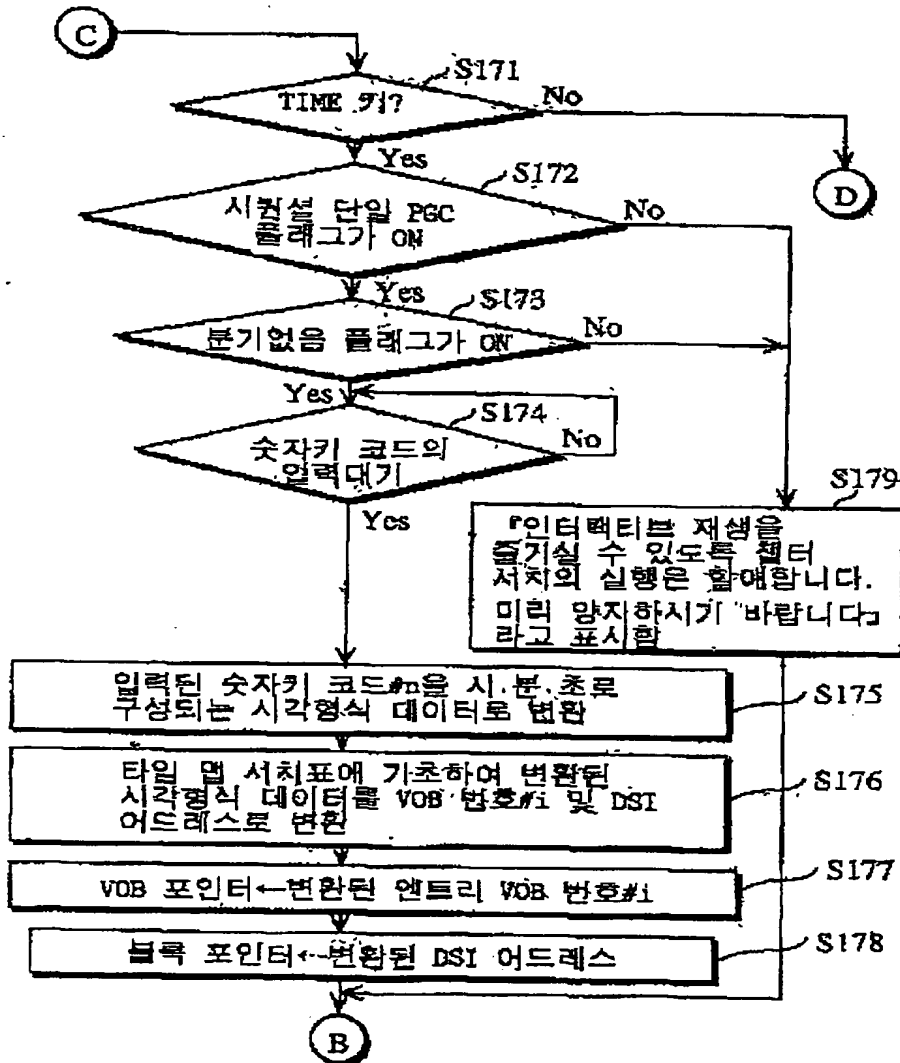 C
S171
TIME 키?
No
Yes
D
S172
시퀀설 단일 PGC
플래그가 ON
No
Yes
S173
분기없음 플래그가 ON
No
Yes
S174
숫자키 코드의
입력대기
No
Yes
S179
『인터랙티브 재생을
즐기실 수 있도록 챕터
서치의 실행은 할애합니다.
미리 양지하시기 바랍니다』
라고 표시함
입력된 숫자키 코드#n을 시.분.초로
구성되는 시각형식 데이터로 변환
S175
타임 맵 서치표에 기초하여 변환된
시각형식 데이터를 VOB 번호#i 및 DSI
어드레스로 변환
S176
VOB 포인터←변환된 엔트리 VOB 번호#i
S177
블록 포인터←변환된 DSI 어드레스
S178
B